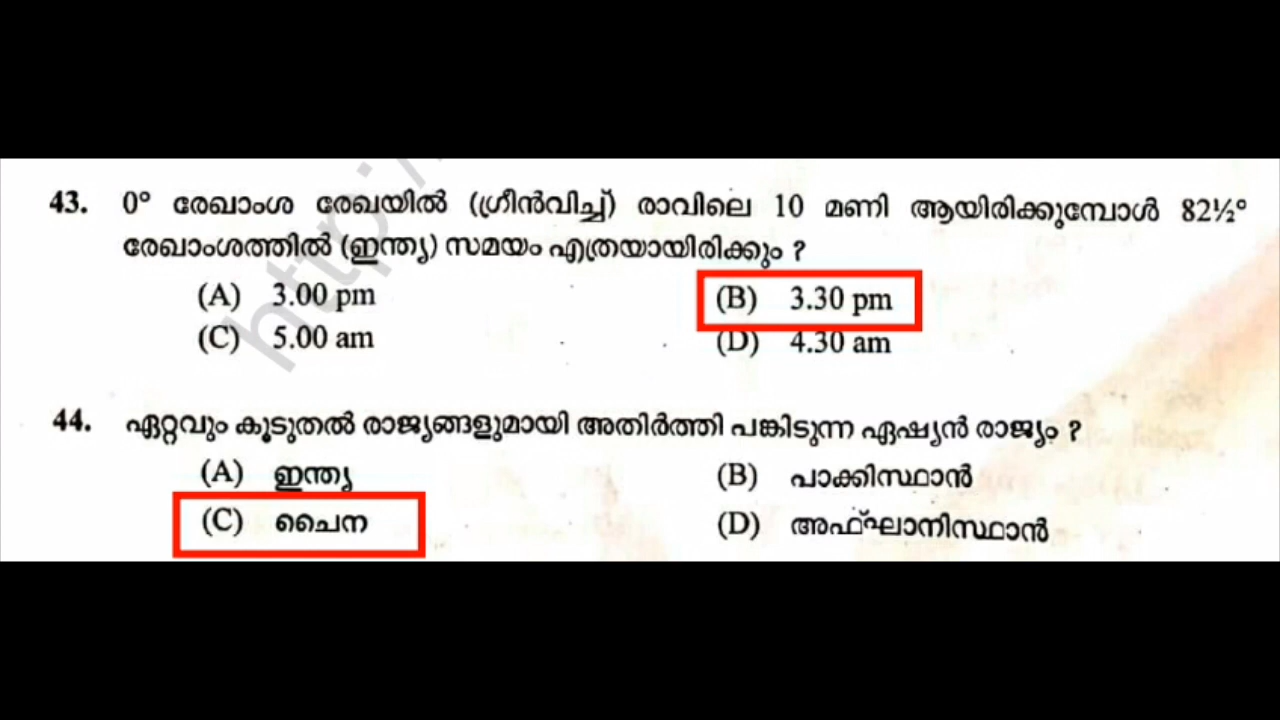 http:/
43. 0° രേഖാംശ രേഖയിൽ (ഗ്രീൻവിച്ച്) രാവിലെ 10 മണി ആയിരിക്കുമ്പോൾ 82½°
രേഖാംശത്തിൽ (ഇന്ത്യ) സമയം എത്രയായിരിക്കും ?
(A) 3.00 pm (B) 3.30 pm
(C) 5.00 am (D) 4.30 am
44. ഏറ്റവും കൂടുതൽ രാജ്യങ്ങളുമായി അതിർത്തി പങ്കിടുന്ന ഏഷ്യൻ രാജ്യം ?
(A) ഇന്ത്യ (B) പാക്കിസ്ഥാൻ
(C) ചൈന (D) അഫ്ഘാനിസ്ഥാൻ